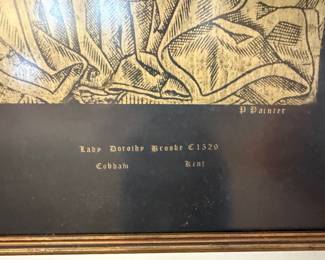 P Painter
Lady Dorothy Brooke C1529
Cobham Kent